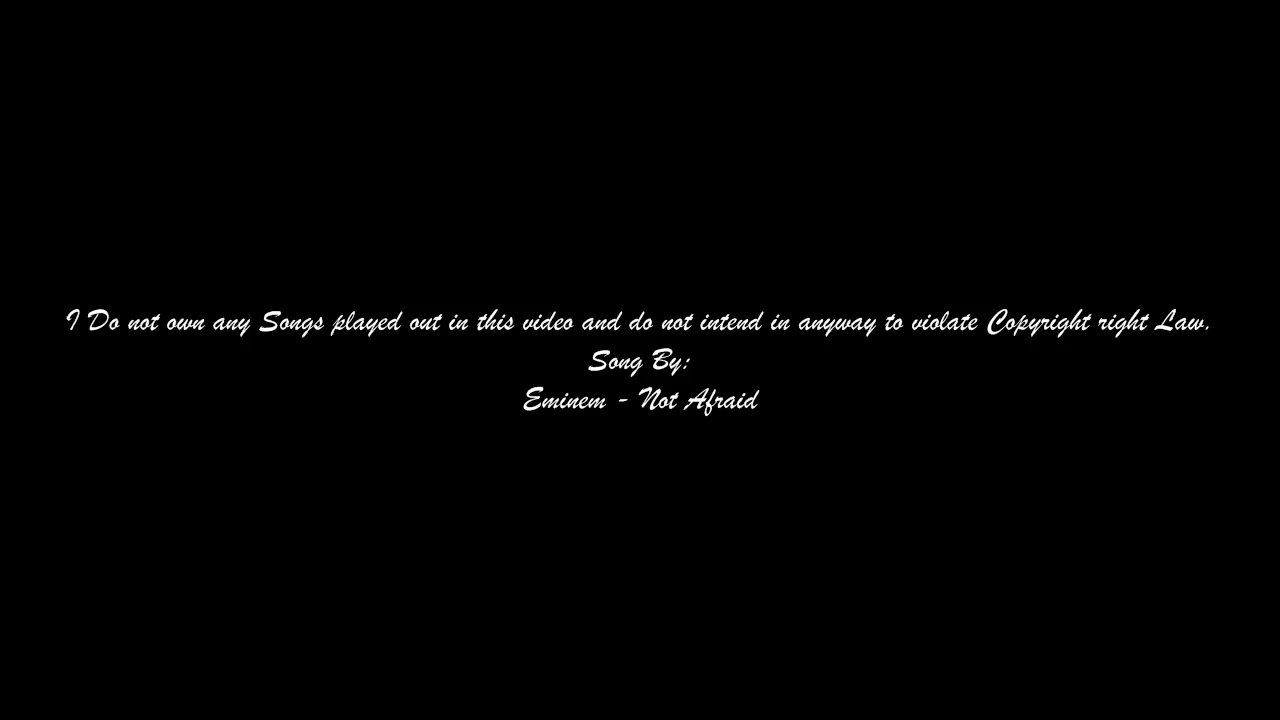 I Do not own any Songs played out in this video and do not intend in anyway to violate Copyright right Law.
Song By:
Eminem - Not Afraid